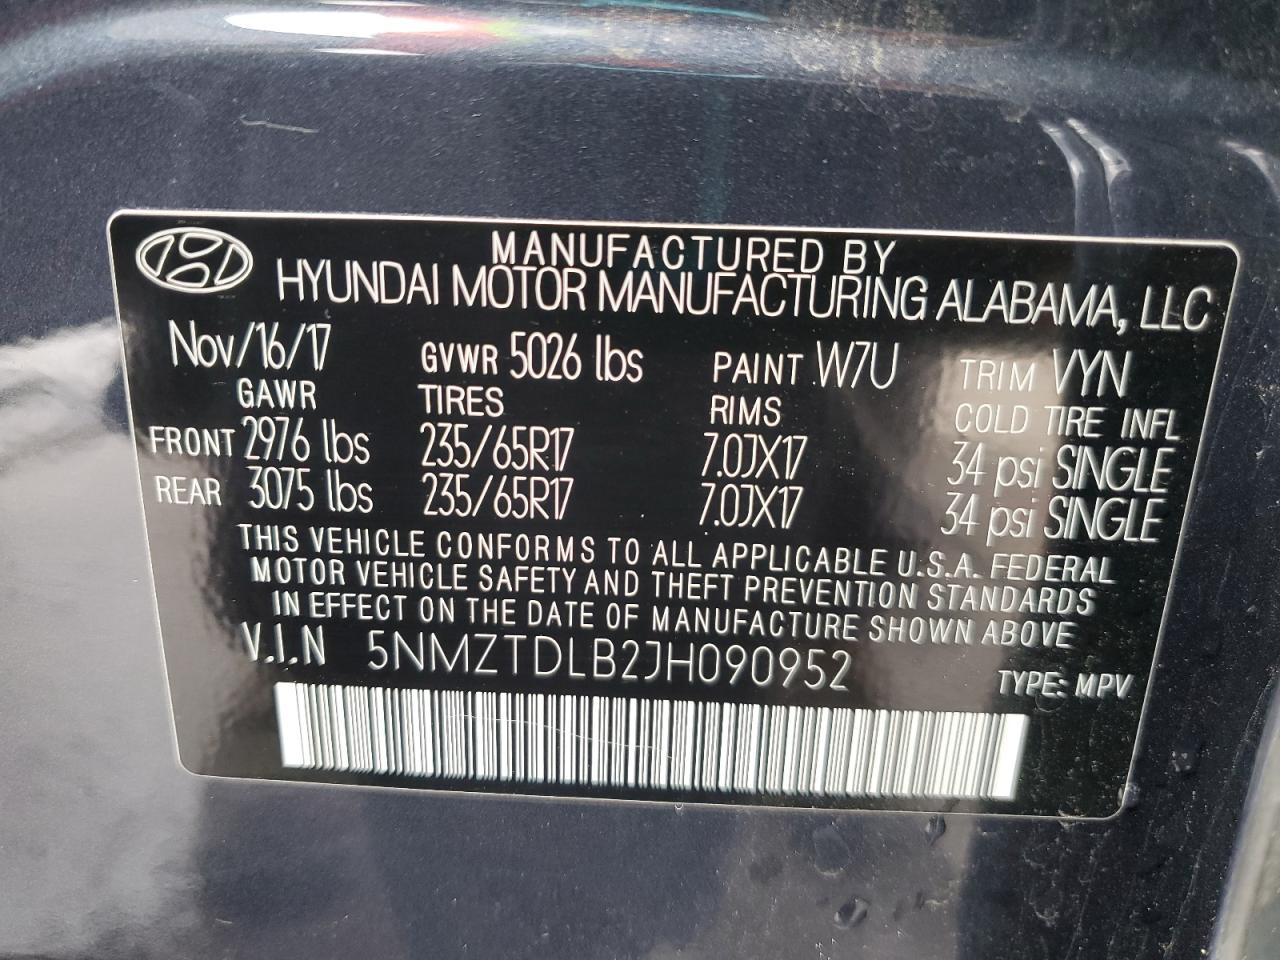 MANUFACTURED BY
HYUNDAI MOTOR MANUFACTURING ALABAMA, LLC
Nov/16/17 GVWR 5026 lbs PAINT W7U TRIM VYN
GAWR TIRES RIMS COLD TIRE INFL
FRONT 2976 lbs 235/65R17 7.0JX17 34 psi SINGLE
REAR 3075 lbs 235/65R17 7.0JX17 34 psi SINGLE
THIS VEHICLE CONFORMS TO ALL APPLICABLE U.S.A. FEDERAL
MOTOR VEHICLE SAFETY AND THEFT PREVENTION STANDARDS
IN EFFECT ON THE DATE OF MANUFACTURE SHOWN ABOVE
V.I.N 5NMZTDLB2JH090952 TYPE: MPV